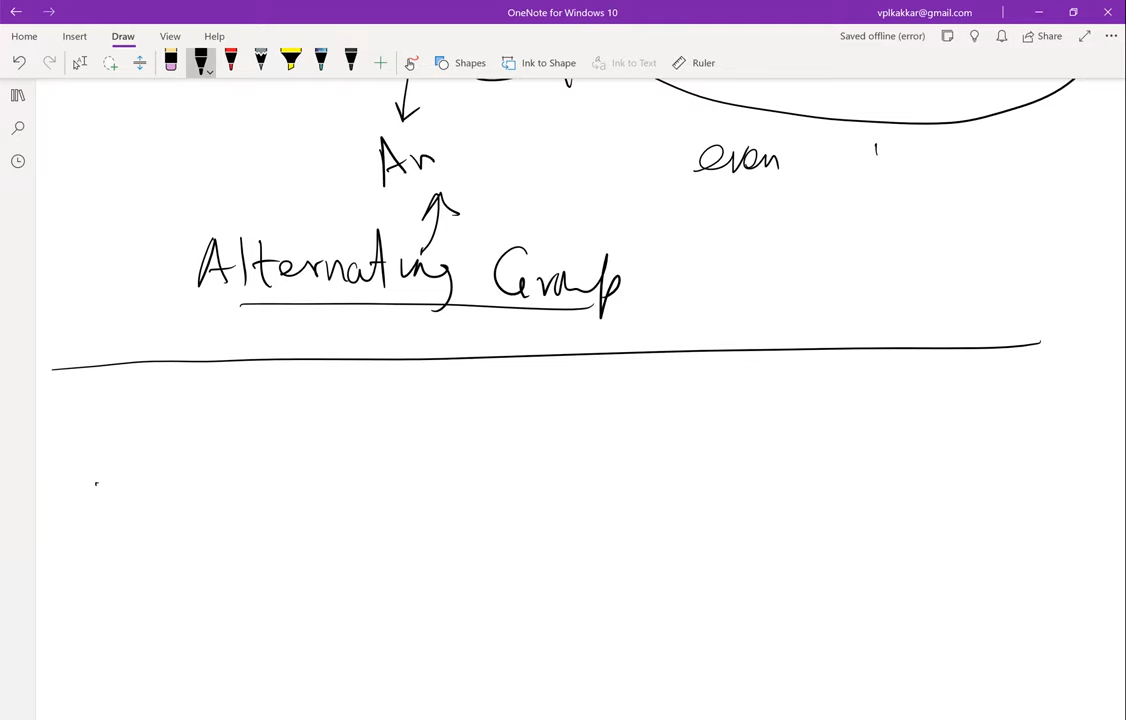 OneNote for Windows 10
vplkakkar@gmail.com
Home Insert Draw View Help
Saved offline (error) Share
Shapes Ink to Shape Ink to Text Ruler
An even
Alternating Group